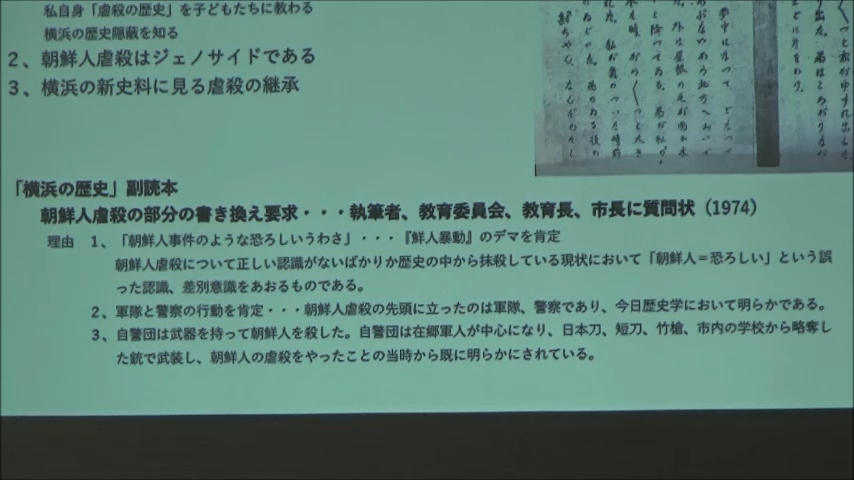 私自身「虐殺の歴史」を子どもたちに教わる
横浜の歴史隠蔽を知る
2、朝鮮人虐殺はジェノサイドである
3、横浜の新史料に見る虐殺の継承
「横浜の歴史」副読本
朝鮮人虐殺の部分の書き換え要求・・・執筆者、教育委員会、教育長、市長に質問状（1974）
理由 1、「朝鮮人事件のような恐ろしいうわさ」・・・『鮮人暴動』のデマを肯定
朝鮮人虐殺について正しい認識がないばかりか歴史の中から抹殺している現状において「朝鮮人＝恐ろしい」という誤
った認識、差別意識をあおるものである。
2、軍隊と警察の行動を肯定・・・朝鮮人虐殺の先頭に立ったのは軍隊、警察であり、今日歴史学において明らかである。
3、自警団は武器を持って朝鮮人を殺した。自警団は在郷軍人が中心になり、日本刀、短刀、竹槍、市内の学校から略奪し
た銃で武装し、朝鮮人の虐殺をやったことの当時から既に明らかにされている。